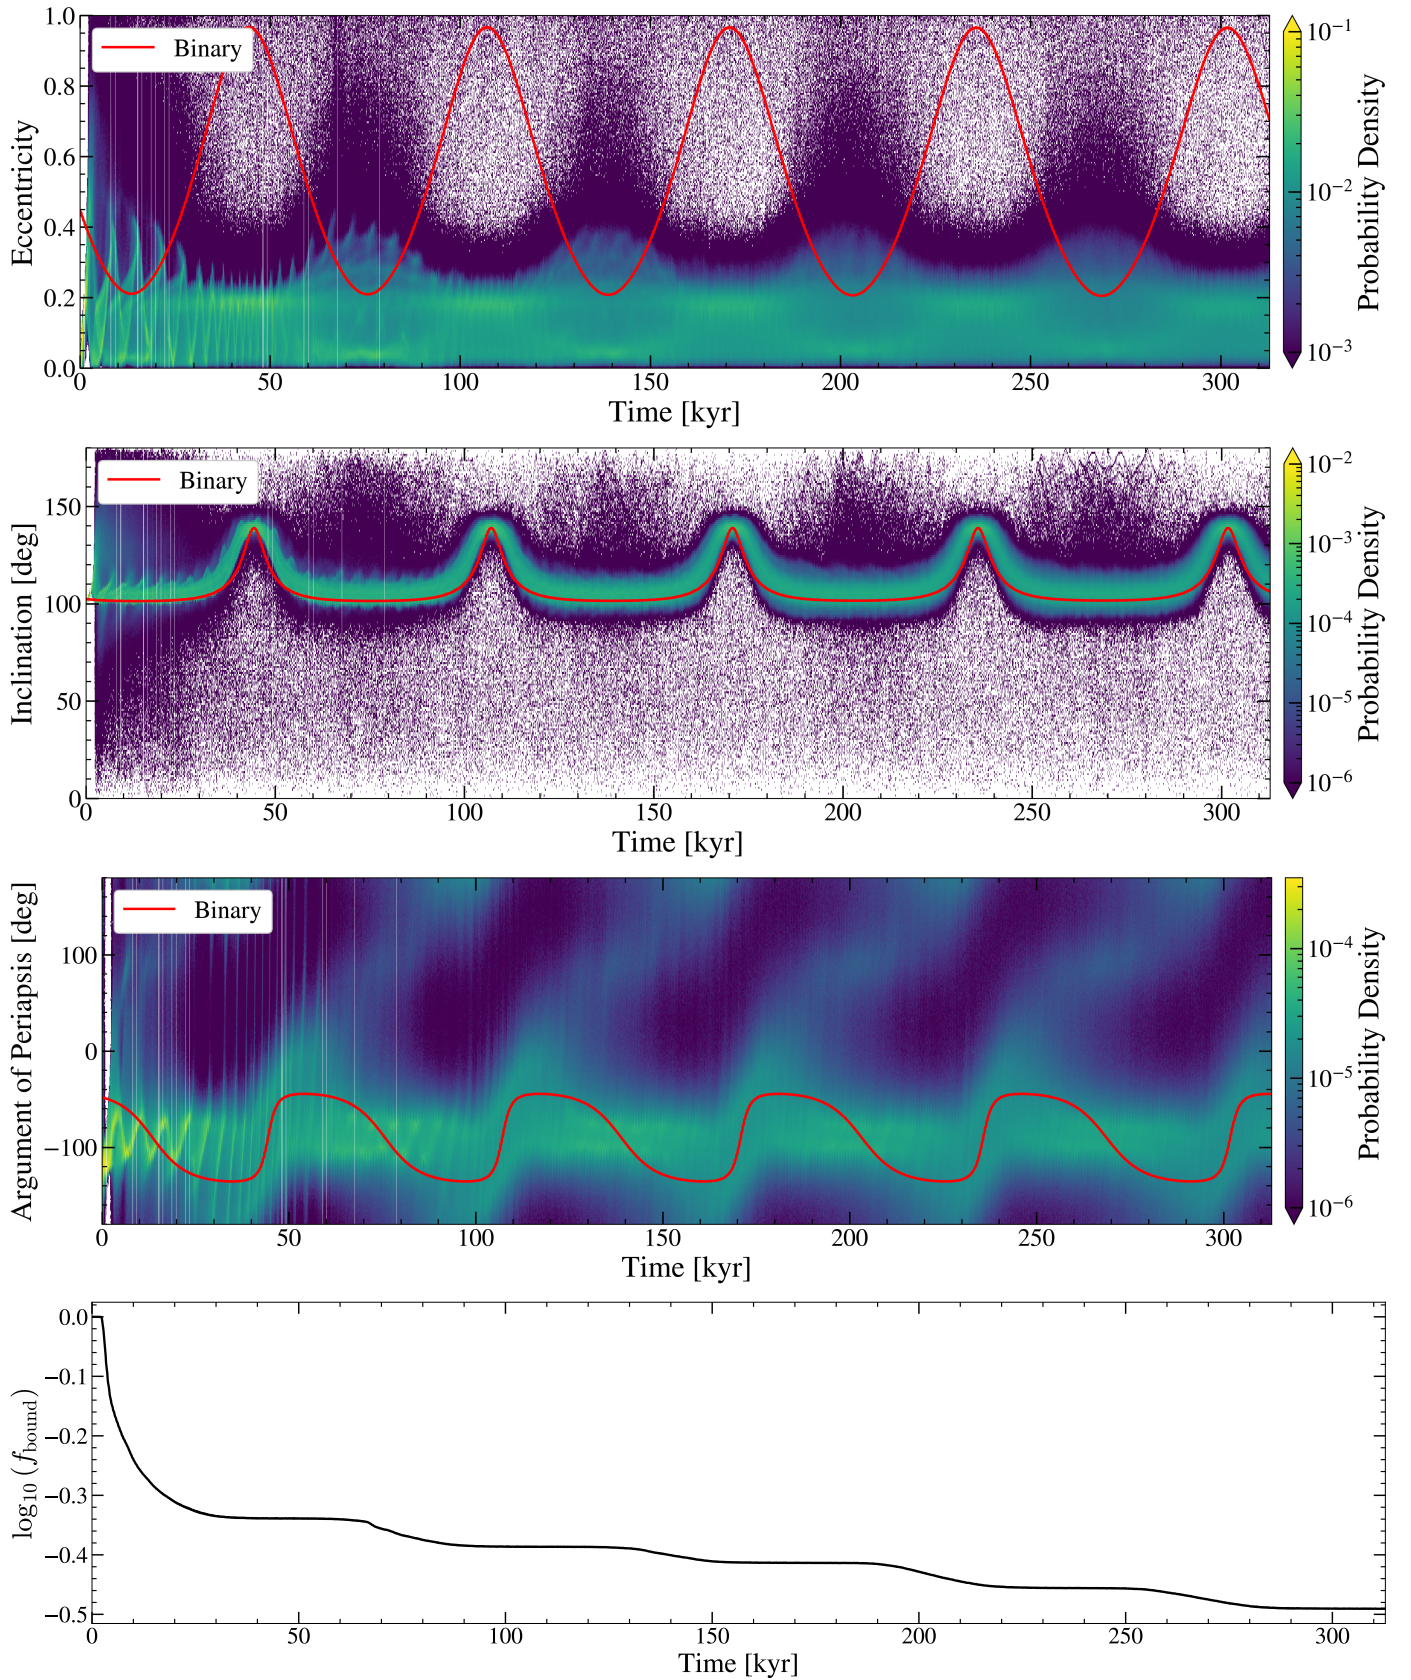 1.0
0.8
0.6
0.4
0.2
0.0
Eccentricity
Binary
0 50 100 150 200 250 300
Time [kyr]
10⁻¹
10⁻²
10⁻³
Probability Density
150
100
50
0
Inclination [deg]
Binary
0 50 100 150 200 250 300
Time [kyr]
10⁻²
10⁻³
10⁻⁴
10⁻⁵
10⁻⁶
Probability Density
100
0
−100
Argument of Periapsis [deg]
Binary
0 50 100 150 200 250 300
Time [kyr]
10⁻⁴
10⁻⁵
10⁻⁶
Probability Density
0.0
−0.1
−0.2
−0.3
−0.4
−0.5
log₁₀ (f_bound)
0 50 100 150 200 250 300
Time [kyr]